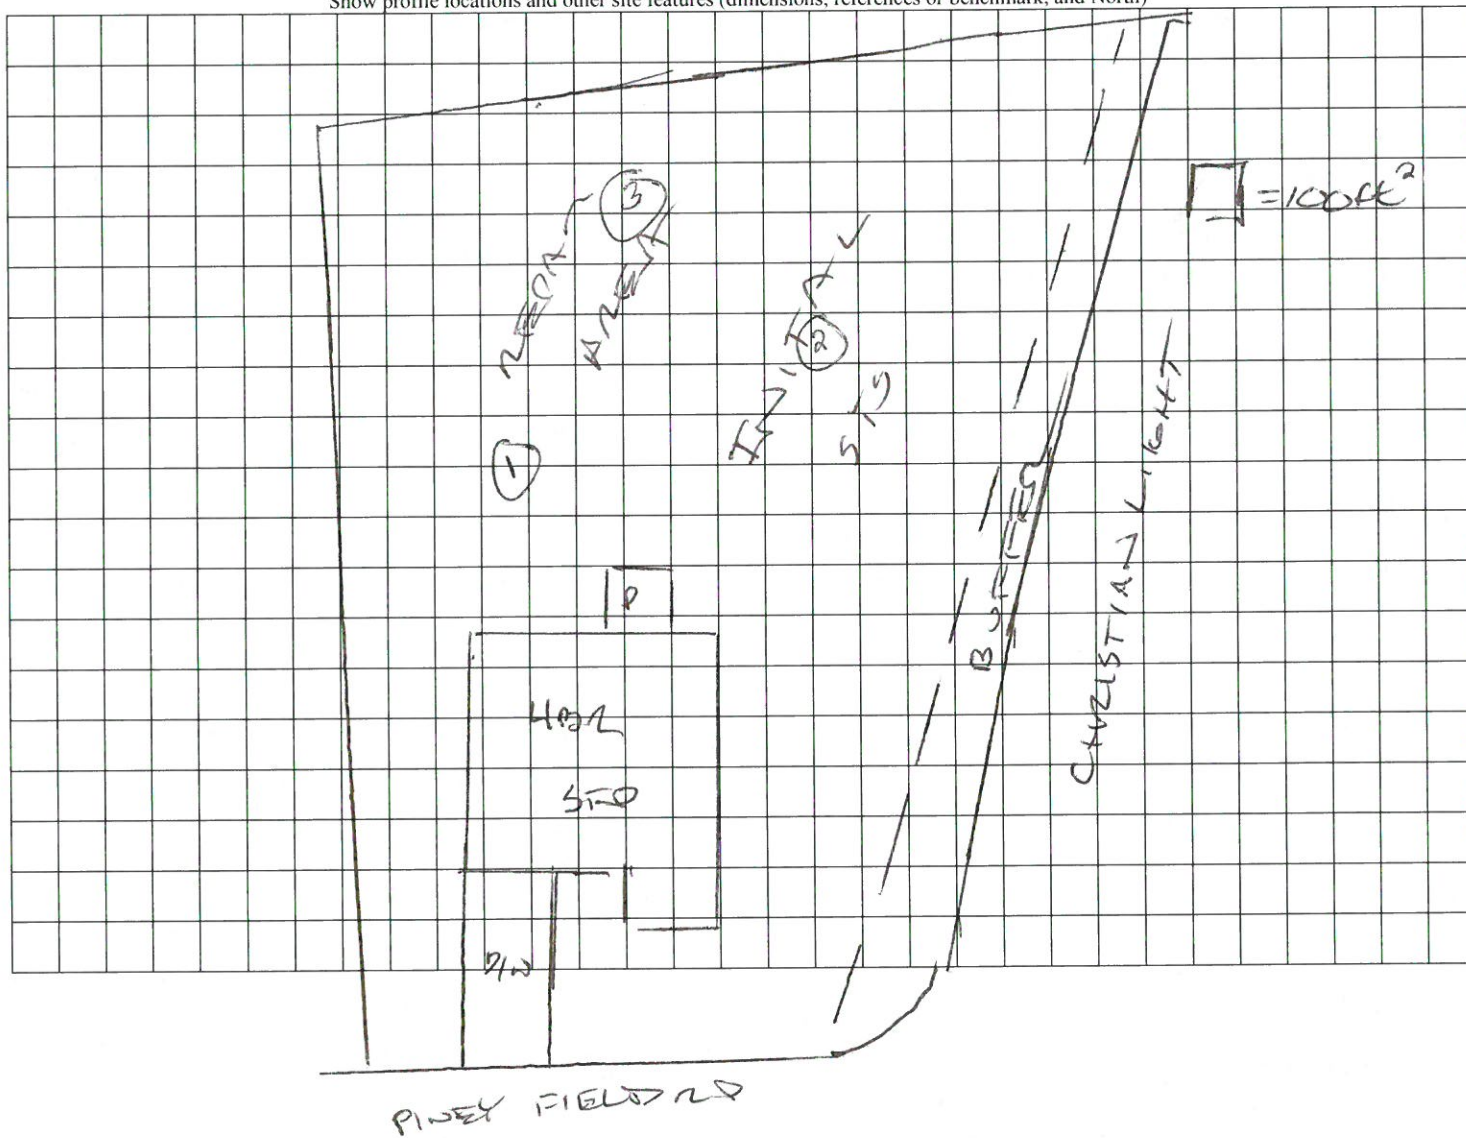 Show profile locations and other site features (dimensions, references or benchmark, and North)
3
REPAIR
AREA
= 100ft²
INITIAL
2
SYS
1
BUFFER
CHRISTIAN LIGHT
P
4BR
SFD
D/W
PINEY FIELD RD